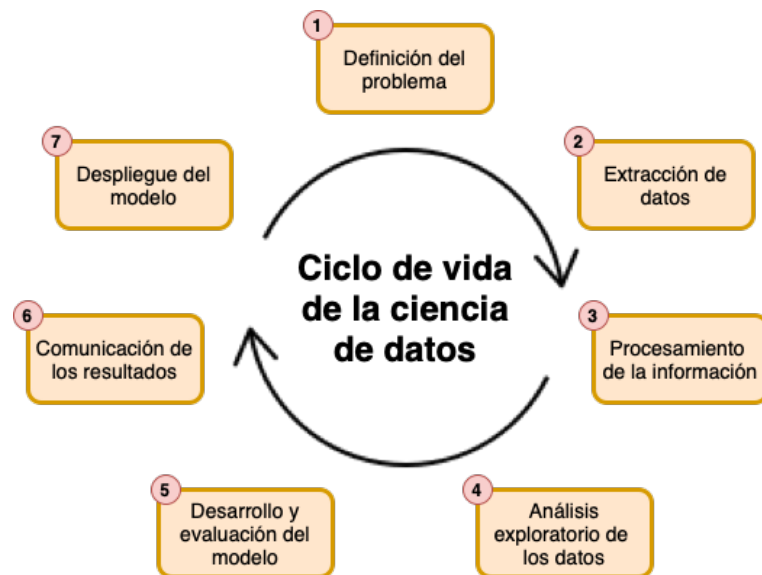 1
Definición del
problema
2
Extracción de
datos
3
Procesamiento
de la información
4
Análisis
exploratorio de
los datos
5
Desarrollo y
evaluación del
modelo
6
Comunicación de
los resultados
7
Despliegue del
modelo
Ciclo de vida
de la ciencia
de datos